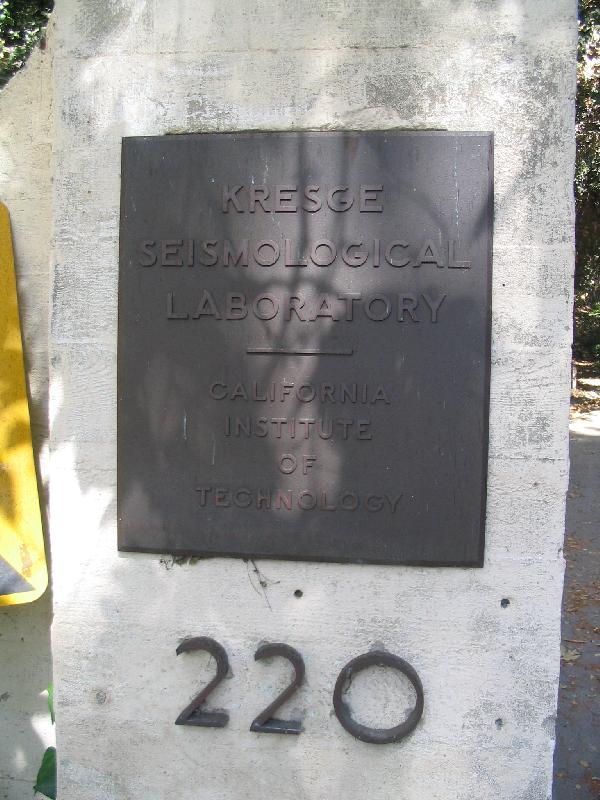 KRESGE
SEISMOLOGICAL
LABORATORY
CALIFORNIA
INSTITUTE
OF
TECHNOLOGY
220